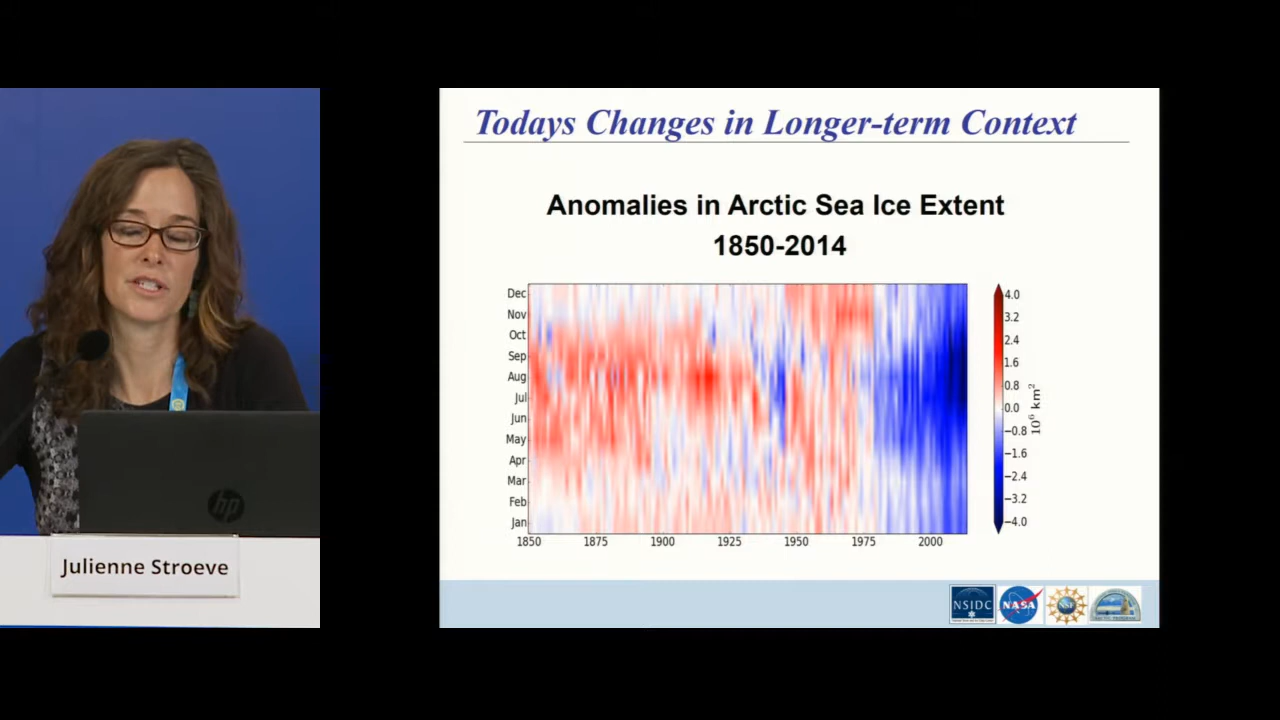 Todays Changes in Longer-term Context
Anomalies in Arctic Sea Ice Extent
1850-2014
Dec
Nov
Oct
Sep
Aug
Jul
Jun
May
Apr
Mar
Feb
Jan
1850 1875 1900 1925 1950 1975 2000
4.0
3.2
2.4
1.6
0.8
0.0
−0.8
−1.6
−2.4
−3.2
−4.0
10⁶ km²
hp
Julienne Stroeve
NSIDC
NASA
NSF